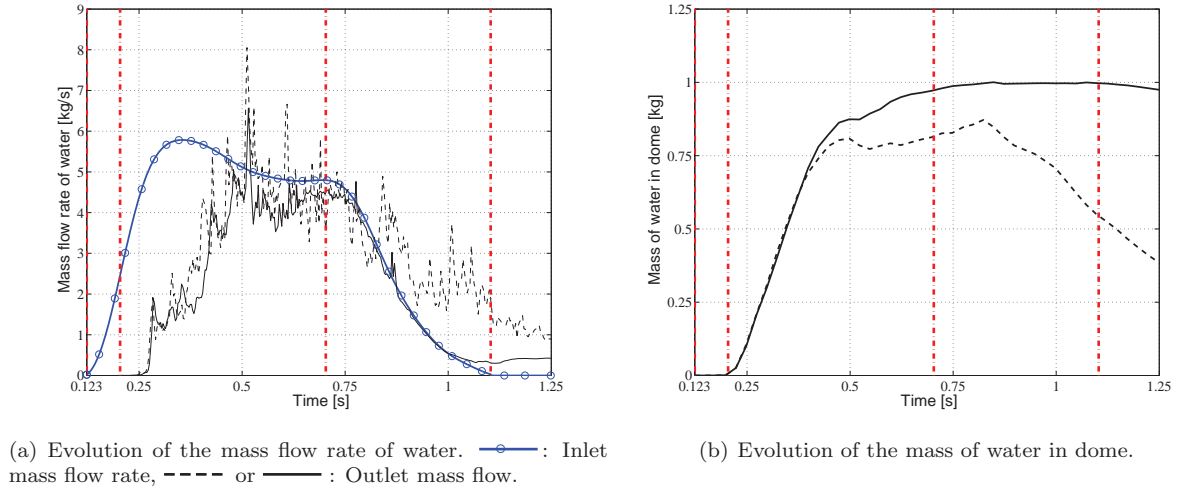 9
8
7
6
5
4
3
2
1
0
Mass flow rate of water [kg/s]
0.123 0.25 0.5 0.75 1 1.25
Time [s]
1.25
1
0.75
0.5
0.25
0
Mass of water in dome [kg]
0.123 0.25 0.5 0.75 1 1.25
Time [s]
(a) Evolution of the mass flow rate of water. : Inlet
mass flow rate, or : Outlet mass flow.
(b) Evolution of the mass of water in dome.